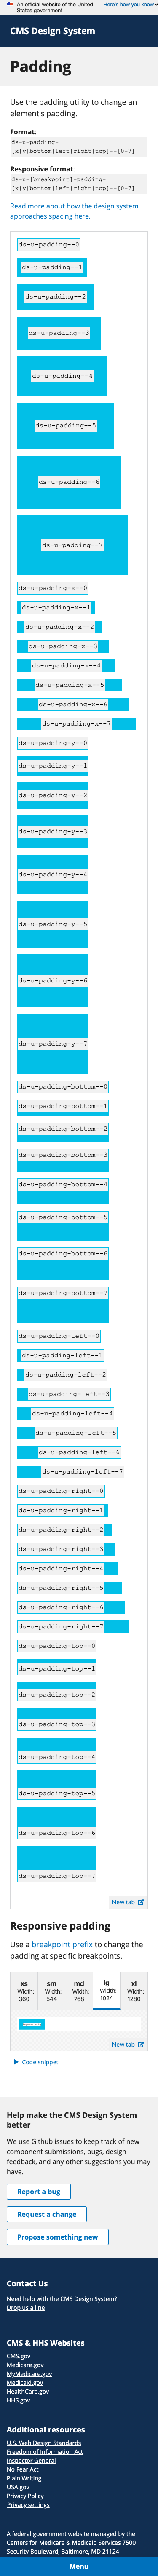 An official website of the United States government
Here's how you know
CMS Design System
Padding
Use the padding utility to change an
element's padding.
Format:
ds-u-padding-
[x|y|bottom|left|right|top]--[0-7]
Responsive format:
ds-u-[breakpoint]-padding-
[x|y|bottom|left|right|top]--[0-7]
Read more about how the design system
approaches spacing here.
ds-u-padding--0
ds-u-padding--1
ds-u-padding--2
ds-u-padding--3
ds-u-padding--4
ds-u-padding--5
ds-u-padding--6
ds-u-padding--7
ds-u-padding-x--0
ds-u-padding-x--1
ds-u-padding-x--2
ds-u-padding-x--3
ds-u-padding-x--4
ds-u-padding-x--5
ds-u-padding-x--6
ds-u-padding-x--7
ds-u-padding-y--0
ds-u-padding-y--1
ds-u-padding-y--2
ds-u-padding-y--3
ds-u-padding-y--4
ds-u-padding-y--5
ds-u-padding-y--6
ds-u-padding-y--7
ds-u-padding-bottom--0
ds-u-padding-bottom--1
ds-u-padding-bottom--2
ds-u-padding-bottom--3
ds-u-padding-bottom--4
ds-u-padding-bottom--5
ds-u-padding-bottom--6
ds-u-padding-bottom--7
ds-u-padding-left--0
ds-u-padding-left--1
ds-u-padding-left--2
ds-u-padding-left--3
ds-u-padding-left--4
ds-u-padding-left--5
ds-u-padding-left--6
ds-u-padding-left--7
ds-u-padding-right--0
ds-u-padding-right--1
ds-u-padding-right--2
ds-u-padding-right--3
ds-u-padding-right--4
ds-u-padding-right--5
ds-u-padding-right--6
ds-u-padding-right--7
ds-u-padding-top--0
ds-u-padding-top--1
ds-u-padding-top--2
ds-u-padding-top--3
ds-u-padding-top--4
ds-u-padding-top--5
ds-u-padding-top--6
ds-u-padding-top--7
New tab
Responsive padding
Use a breakpoint prefix to change the
padding at specific breakpoints.
xs sm md lg xl
Width: Width: Width: Width: Width:
360 544 768 1024 1280
New tab
Code snippet
Help make the CMS Design System
better
We use Github issues to keep track of new
component submissions, bugs, design
feedback, and any other suggestions you may
have.
Report a bug
Request a change
Propose something new
Contact Us
Need help with the CMS Design System?
Drop us a line
CMS & HHS Websites
CMS.gov
Medicare.gov
MyMedicare.gov
Medicaid.gov
HealthCare.gov
HHS.gov
Additional resources
U.S. Web Design Standards
Freedom of Information Act
Inspector General
No Fear Act
Plain Writing
USA.gov
Privacy Policy
Privacy settings
A federal government website managed by the
Centers for Medicare & Medicaid Services 7500
Security Boulevard, Baltimore, MD 21124
Menu